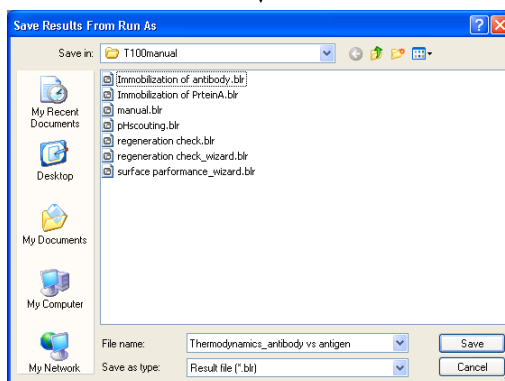 Save Results From Run As
Save in: T100manual
My Recent Documents
Desktop
My Documents
My Computer
My Network
Immobilization of antibody.blr
Immobilization of PrteinA.blr
manual.blr
pHscouting.blr
regeneration check.blr
regeneration check_wizard.blr
surface parformance_wizard.blr
File name: Thermodynamics_antibody vs antigen
Save
Save as type: Result file (*.blr)
Cancel